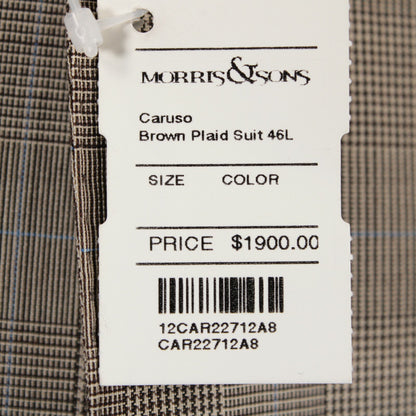 MORRIS&SONS
Caruso
Brown Plaid Suit 46L
SIZE COLOR
PRICE $1900.00
12CAR22712A8
CAR22712A8